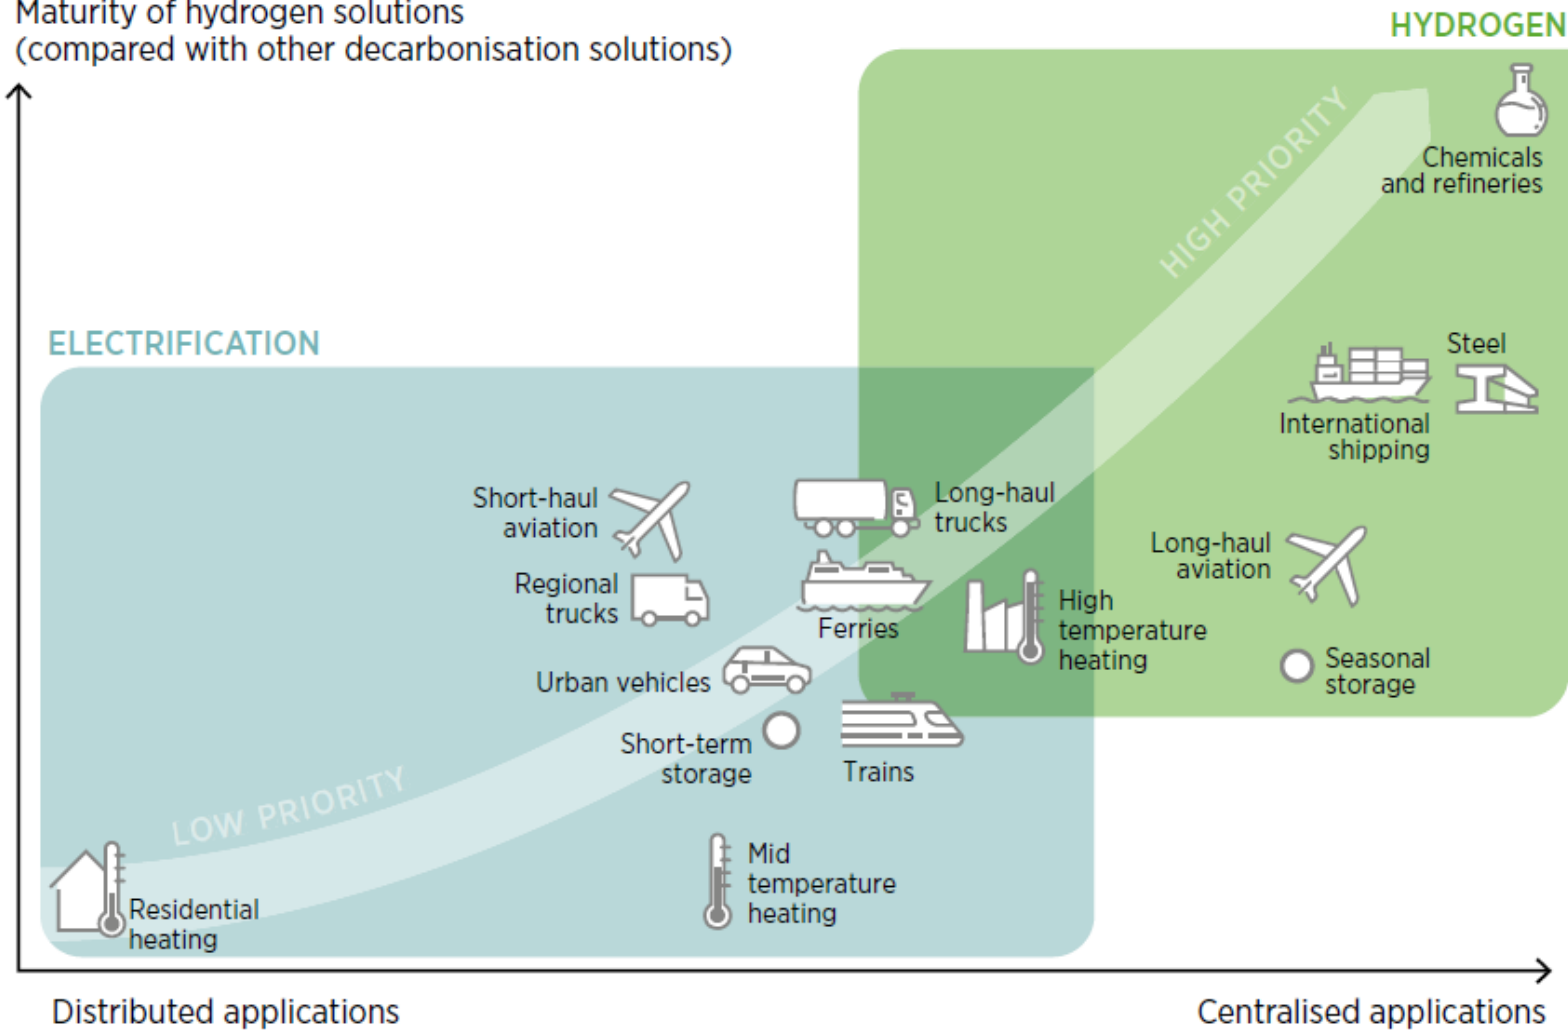 Maturity of hydrogen solutions
(compared with other decarbonisation solutions)
HYDROGEN
HIGH PRIORITY
Chemicals
and refineries
ELECTRIFICATION
Steel
International
shipping
Short-haul
aviation
Long-haul
trucks
Long-haul
aviation
Regional
trucks
Ferries
High
temperature
heating
Urban vehicles
Seasonal
storage
Short-term
storage
Trains
LOW PRIORITY
Mid
temperature
heating
Residential
heating
Distributed applications
Centralised applications